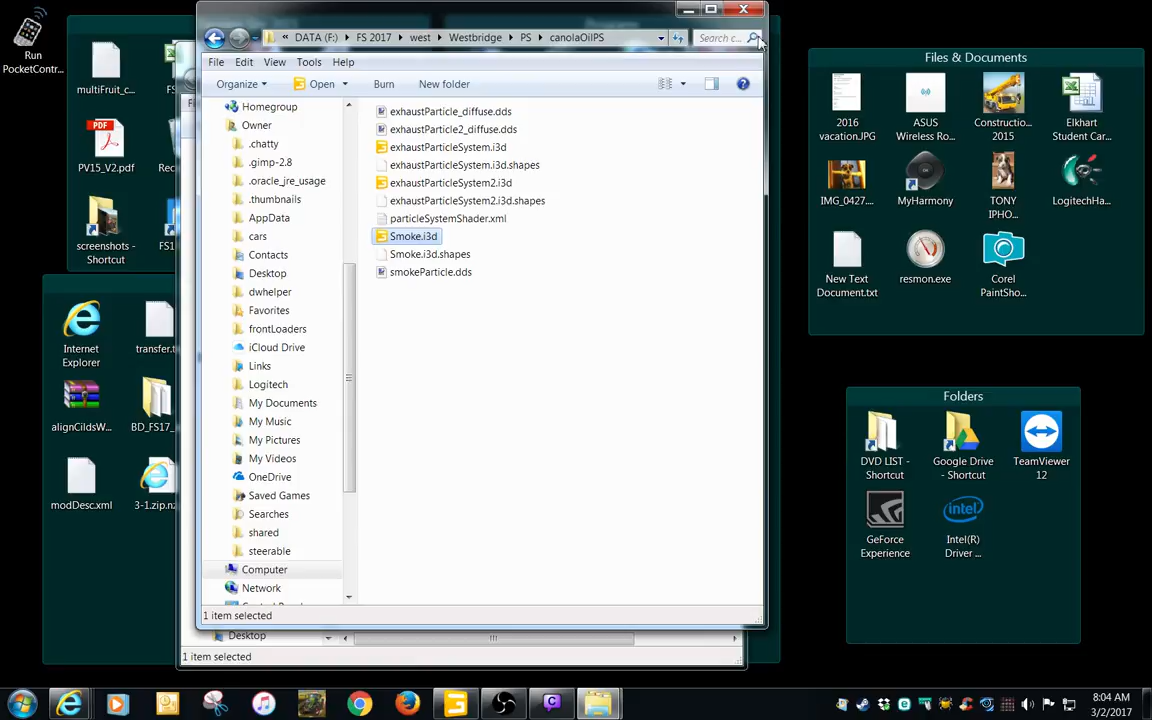 Run
PocketContr...
multiFruit_c...
FS
PDF
PV15_V2.pdf
Rec
screenshots -
Shortcut
FS1
Internet
Explorer
transfer.t
alignCildsW...
BD_FS17_
modDesc.xml
3-1.zip.nz
« DATA (F:) FS 2017 west Westbridge PS canolaOilPS
Search c...
File Edit View Tools Help
Organize Open Burn New folder
Homegroup
Owner
.chatty
.gimp-2.8
.oracle_jre_usage
.thumbnails
AppData
cars
Contacts
Desktop
dwhelper
Favorites
frontLoaders
iCloud Drive
Links
Logitech
My Documents
My Music
My Pictures
My Videos
OneDrive
Saved Games
Searches
shared
steerable
Computer
Network
exhaustParticle_diffuse.dds
exhaustParticle2_diffuse.dds
exhaustParticleSystem.i3d
exhaustParticleSystem.i3d.shapes
exhaustParticleSystem2.i3d
exhaustParticleSystem2.i3d.shapes
particleSystemShader.xml
Smoke.i3d
Smoke.i3d.shapes
smokeParticle.dds
1 item selected
Desktop
1 item selected
Files & Documents
2016
vacation.JPG
ASUS
Wireless Ro...
Constructio...
2015
Elkhart
Student Car...
IMG_0427....
MyHarmony
TONY
IPHO...
LogitechHa...
New Text
Document.txt
resmon.exe
Corel
PaintSho...
Folders
DVD LIST -
Shortcut
Google Drive
- Shortcut
TeamViewer
12
GeForce
Experience
intel
Intel(R)
Driver ...
8:04 AM
3/2/2017